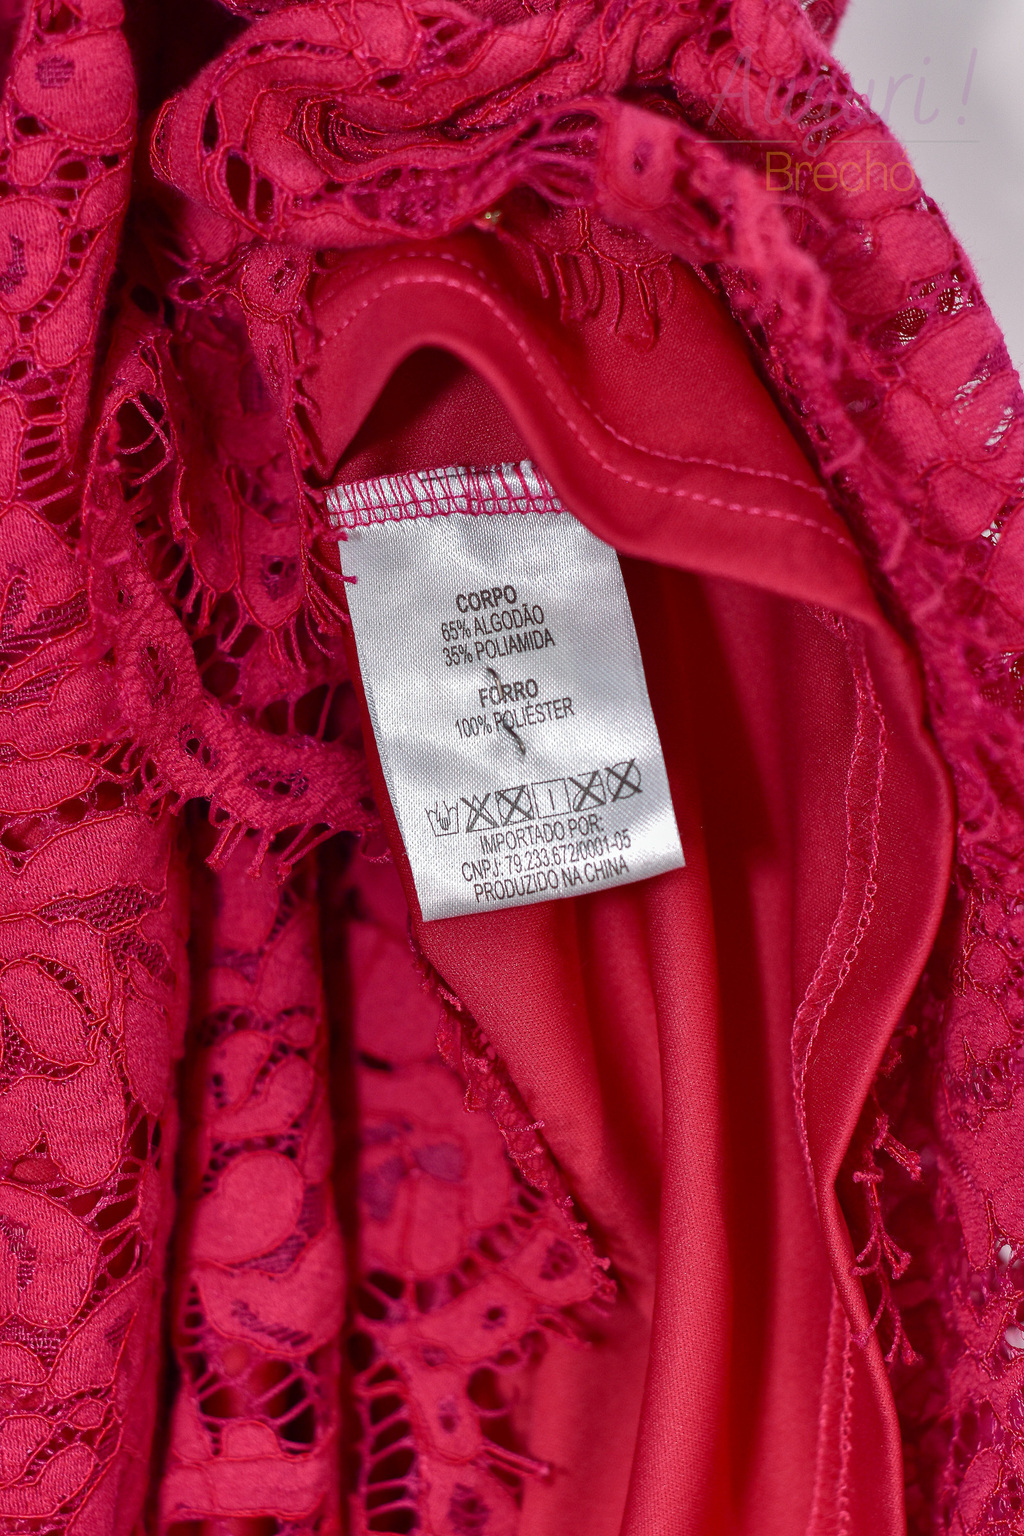 Auguri !
Brecho
CORPO
65% ALGODÃO
35% POLIAMIDA
FORRO
100% POLIÉSTER
IMPORTADO POR:
CNPJ: 79.233.672/0001-05
PRODUZIDO NA CHINA